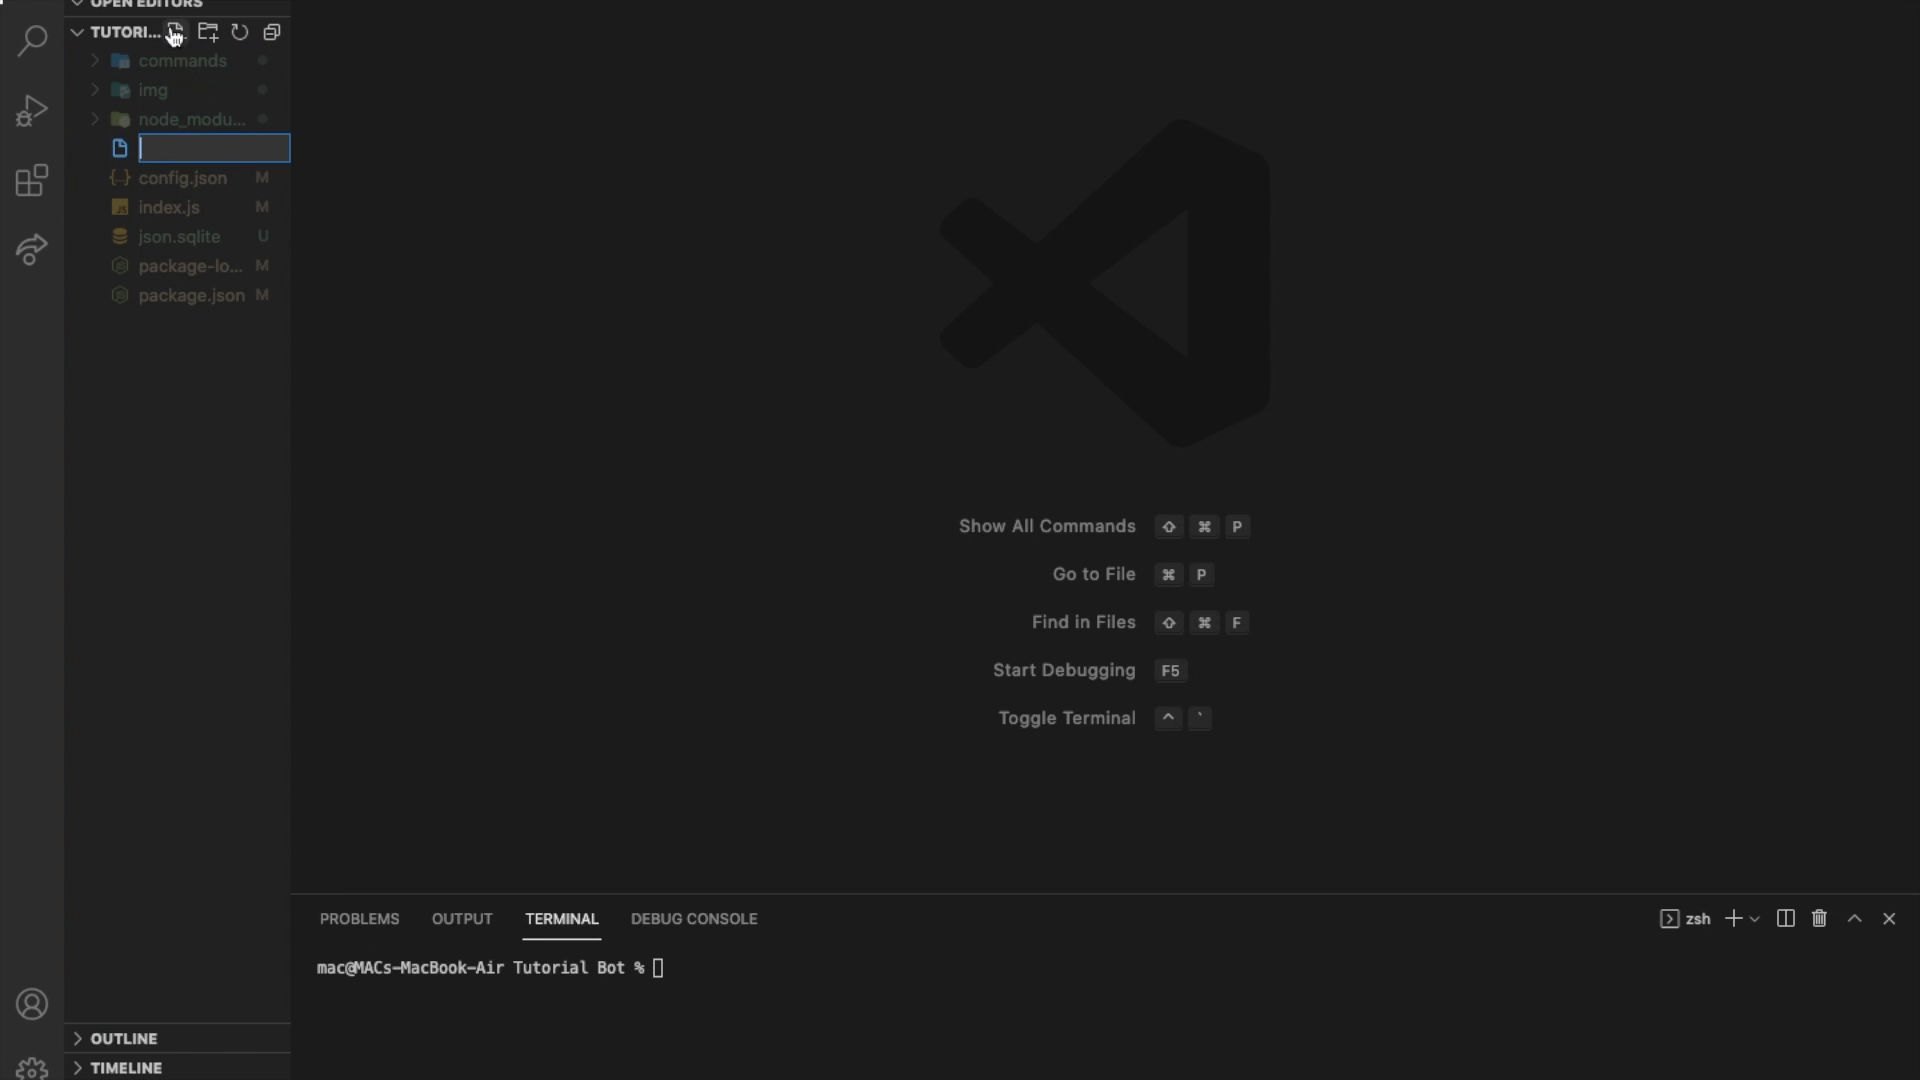 OPEN EDITORS
TUTORI...
commands
img
node_modu...
config.json M
index.js M
json.sqlite U
package-lo... M
package.json M
Show All Commands ⇧ ⌘ P
Go to File ⌘ P
Find in Files ⇧ ⌘ F
Start Debugging F5
Toggle Terminal ^ `
PROBLEMS OUTPUT TERMINAL DEBUG CONSOLE zsh
mac@MACs-MacBook-Air Tutorial Bot %
OUTLINE
TIMELINE